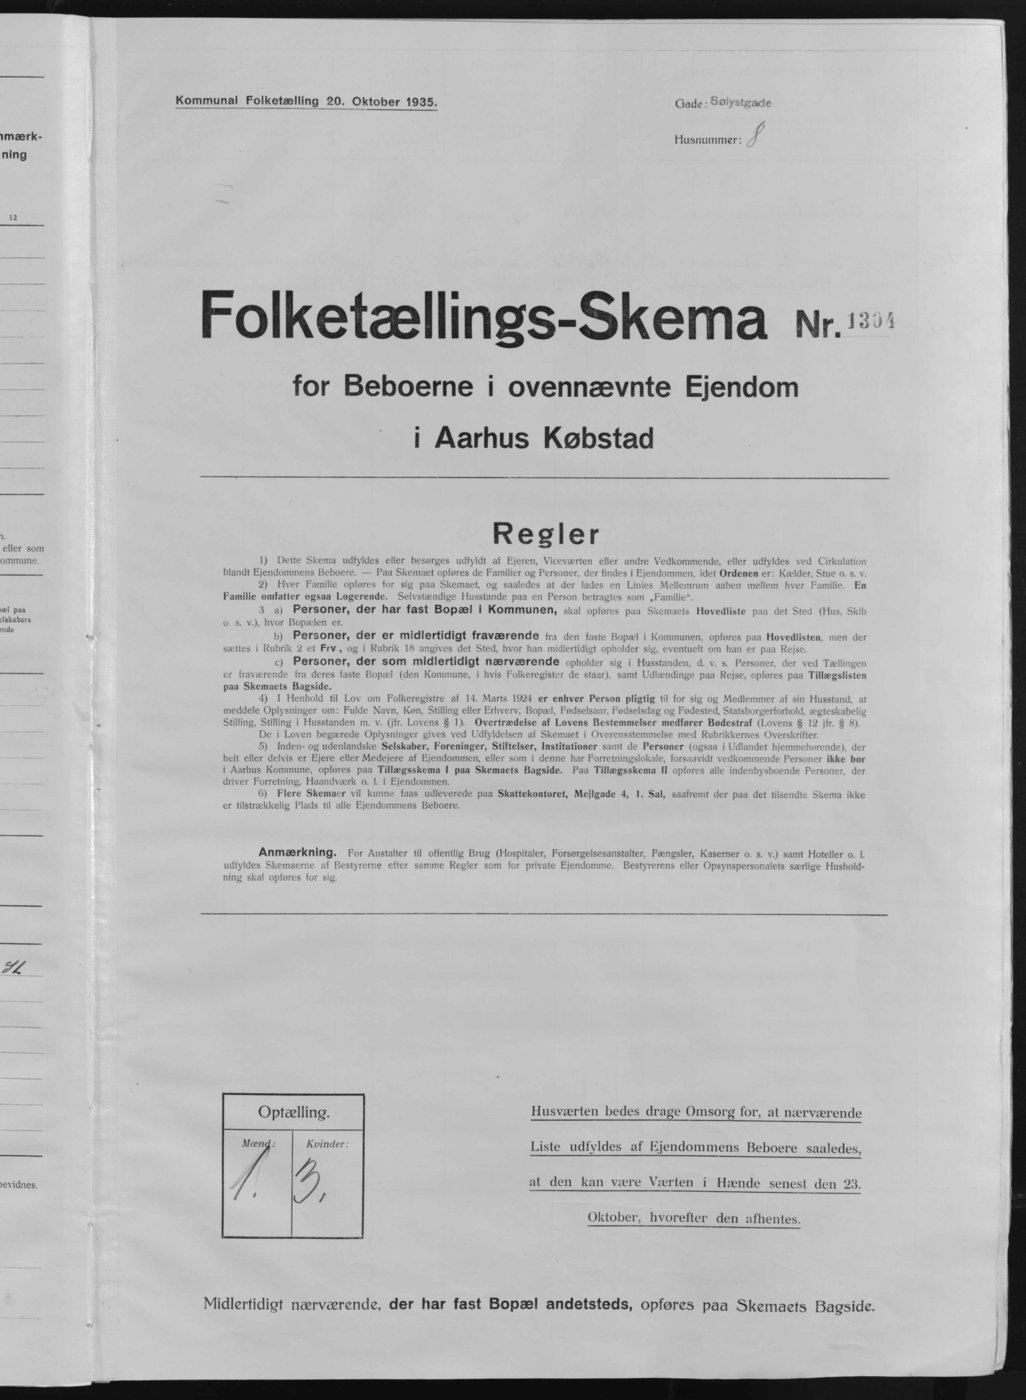 nmærk-
ning
12
n.
eller som
ommune.
pæl paa
elskabers
ende
evidnes.
Kommunal Folketælling 20. Oktober 1935.
Gade: Sølystgade
Husnummer: 8
Folketællings-Skema Nr. 1304
for Beboerne i ovennævnte Ejendom
i Aarhus Købstad
Regler
1) Dette Skema udfyldes eller besørges udfyldt af Ejeren, Viceværten eller andre Vedkommende, eller udfyldes ved Cirkulation
blandt Ejendommens Beboere. — Paa Skemaet opføres de Familier og Personer, der findes i Ejendommen, idet Ordenen er: Kælder, Stue o. s. v.
2) Hver Familie opføres for sig paa Skemaet, og saaledes at der lades en Linies Mellemrum aaben mellem hver Familie. En
Familie omfatter ogsaa Logerende. Selvstændige Husstande paa en Person betragtes som „Familie“.
3 a) Personer, der har fast Bopæl i Kommunen, skal opføres paa Skemaets Hovedliste paa det Sted (Hus, Skib
o. s. v.), hvor Bopælen er.
b) Personer, der er midlertidigt fraværende fra den faste Bopæl i Kommunen, opføres paa Hovedlisten, men der
sættes i Rubrik 2 et Frv., og i Rubrik 18 angives det Sted, hvor han midlertidigt opholder sig, eventuelt om han er paa Rejse.
c) Personer, der som midlertidigt nærværende opholder sig i Husstanden, d. v. s. Personer, der ved Tællingen
er fraværende fra deres faste Bopæl (den Kommune, i hvis Folkeregister de staar), samt Udlændinge paa Rejse, opføres paa Tillægslisten
paa Skemaets Bagside.
4) I Henhold til Lov om Folkeregistre af 14. Marts 1924 er enhver Person pligtig til for sig og Medlemmer af sin Husstand, at
meddele Oplysninger om: Fulde Navn, Køn, Stilling eller Erhverv, Bopæl, Fødselsaar, Fødselsdag og Fødested, Statsborgerforhold, ægteskabelig
Stilling, Stilling i Husstanden m. v. (jfr. Lovens § 1). Overtrædelse af Lovens Bestemmelser medfører Bødestraf (Lovens § 12 jfr. § 8).
De i Loven begærede Oplysninger gives ved Udfyldelsen af Skemaet i Overensstemmelse med Rubrikkernes Overskrifter.
5) Inden- og udenlandske Selskaber, Foreninger, Stiftelser, Institutioner samt de Personer (ogsaa i Udlandet hjemmehørende), der
helt eller delvis er Ejere eller Medejere af Ejendommen, eller som i denne har Forretningslokale, forsaavidt vedkommende Personer ikke bor
i Aarhus Kommune, opføres paa Tillægsskema I paa Skemaets Bagside. Paa Tillægsskema II opføres alle indenbysboende Personer, der
driver Forretning, Haandværk o. l. i Ejendommen.
6) Flere Skemaer vil kunne faas udleverede paa Skattekontoret, Mejlgade 4, 1. Sal, saafremt der paa det tilsendte Skema ikke
er tilstrækkelig Plads til alle Ejendommens Beboere.
Anmærkning. For Anstalter til offentlig Brug (Hospitaler, Forsørgelsesanstalter, Fængsler, Kaserner o. s. v.) samt Hoteller o. l.
udfyldes Skemaerne af Bestyrerne efter samme Regler som for private Ejendomme. Bestyrerens eller Opsynspersonalets særlige Hushold-
ning skal opføres for sig.
Optælling.
Mænd: Kvinder:
1. 3.
Husværten bedes drage Omsorg for, at nærværende
Liste udfyldes af Ejendommens Beboere saaledes,
at den kan være Værten i Hænde senest den 23.
Oktober, hvorefter den afhentes.
Midlertidigt nærværende, der har fast Bopæl andetsteds, opføres paa Skemaets Bagside.